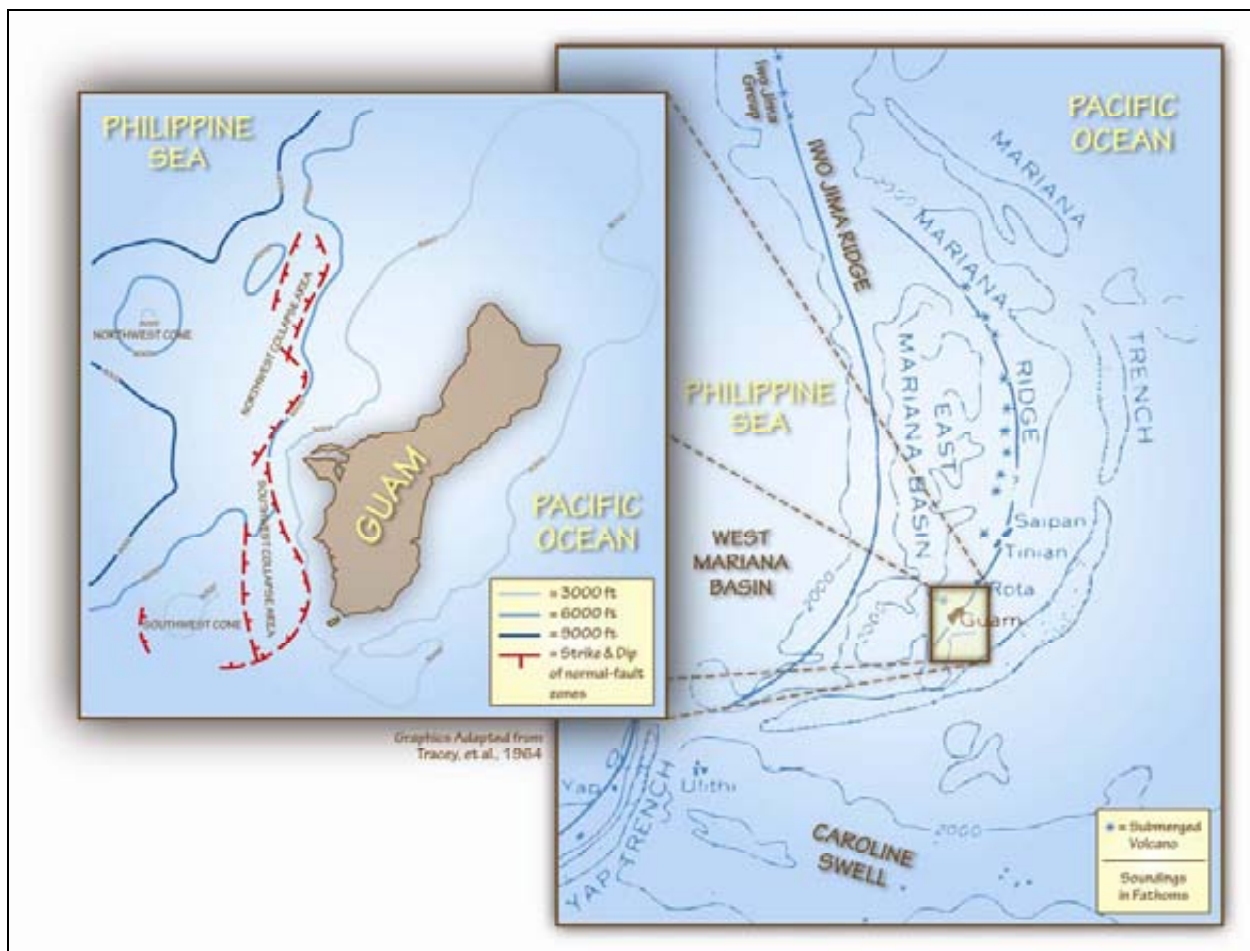 PHILIPPINE
SEA
NORTHWEST CONE
NORTHWEST COLLAPSE AREA
SOUTHWEST COLLAPSE AREA
SOUTHWEST CONE
GUAM
PACIFIC
OCEAN
= 3000 ft
= 6000 ft
= 9000 ft
= Strike & Dip
of normal-fault
zones
Graphics Adapted from
Tracey, et al., 1964
Iwo Jima
Group
IWO JIMA RIDGE
PACIFIC
OCEAN
MARIANA
TRENCH
2000
MARIANA
RIDGE
PHILIPPINE
SEA
EAST
MARIANA BASIN
WEST
MARIANA
BASIN
2000
Saipan
Tinian
Rota
Guam
Yap
Ulithi
YAP TRENCH
2000
CAROLINE
SWELL
= Submerged
Volcano
Soundings
in Fathoms